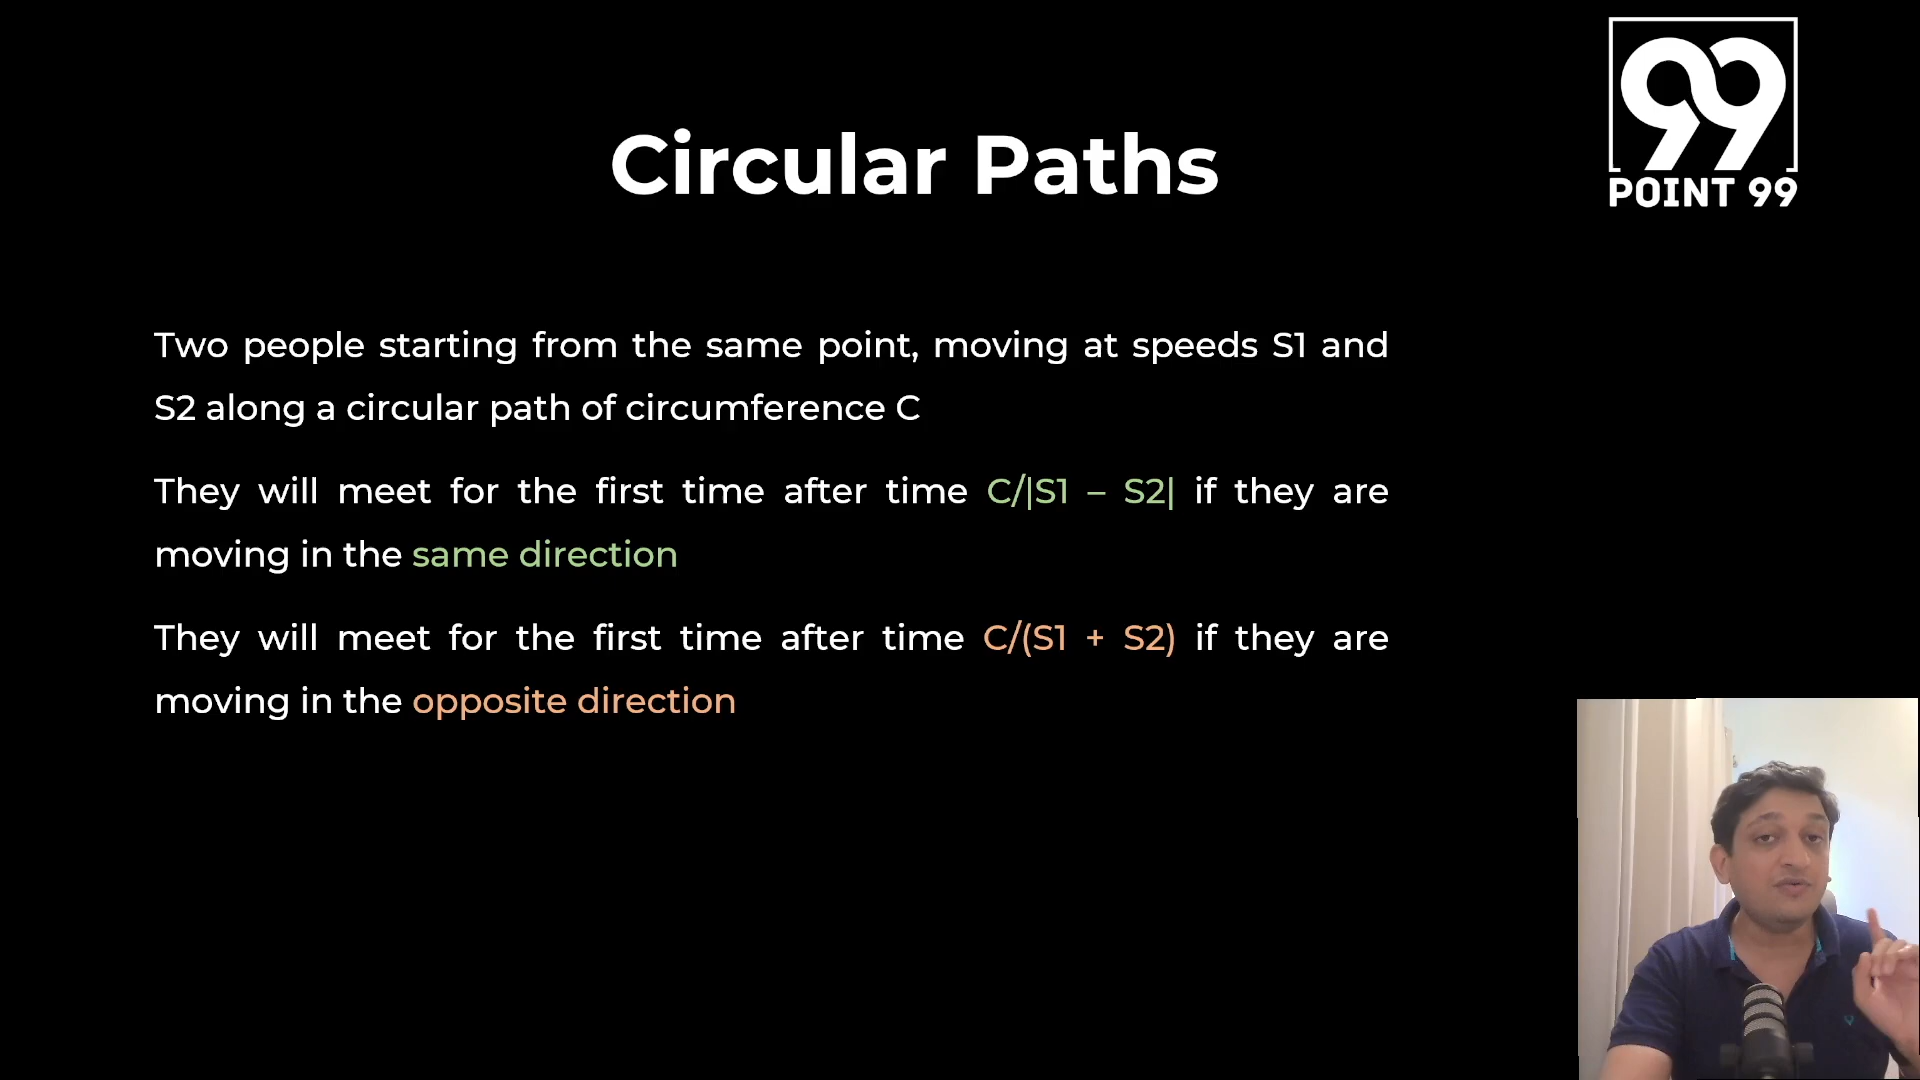 99
POINT 99
Circular Paths
Two people starting from the same point, moving at speeds S1 and
S2 along a circular path of circumference C
They will meet for the first time after time C/|S1 – S2| if they are
moving in the same direction
They will meet for the first time after time C/(S1 + S2) if they are
moving in the opposite direction